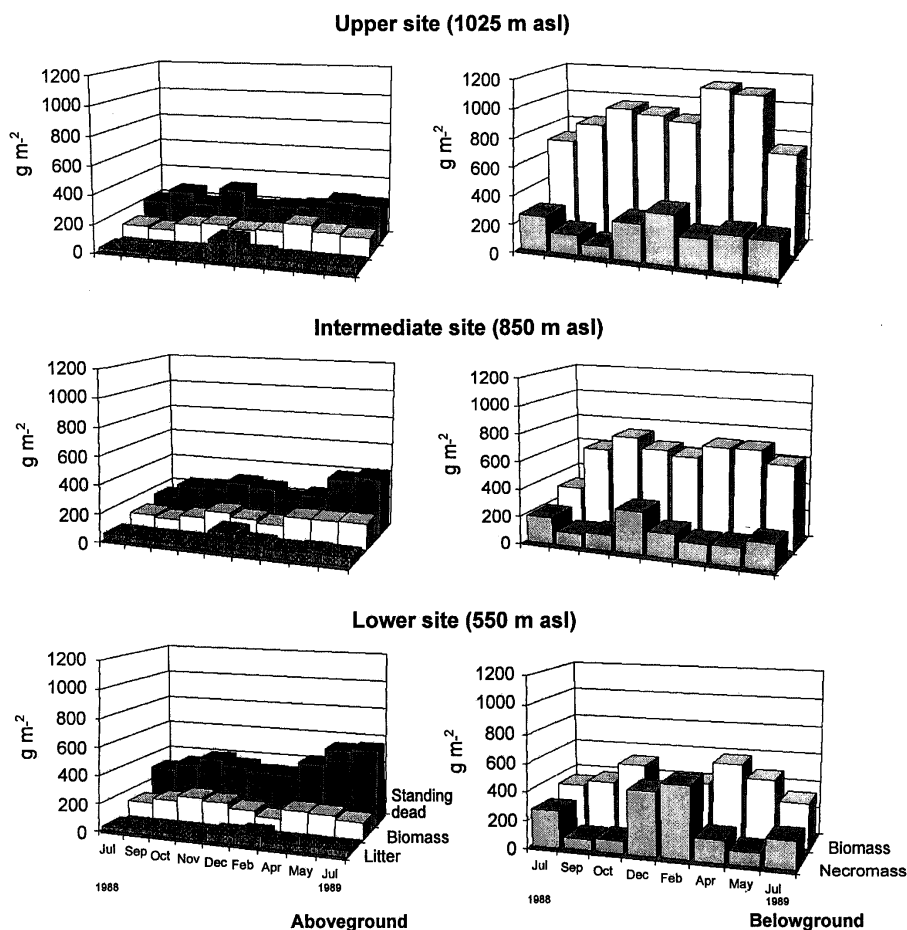 Upper site (1025 m asl)
1200
1000
800
600
400
200
0
g m-2
1200
1000
800
600
400
200
0
g m-2
Intermediate site (850 m asl)
1200
1000
800
600
400
200
0
g m-2
1200
1000
800
600
400
200
0
g m-2
Lower site (550 m asl)
1200
1000
800
600
400
200
0
g m-2
Jul Sep Oct Nov Dec Feb Apr May Jul
1988
1989
Standing
dead
Biomass
Litter
Aboveground
1200
1000
800
600
400
200
0
g m-2
Jul Sep Oct Dec Feb Apr May Jul
1988
1989
Biomass
Necromass
Belowground